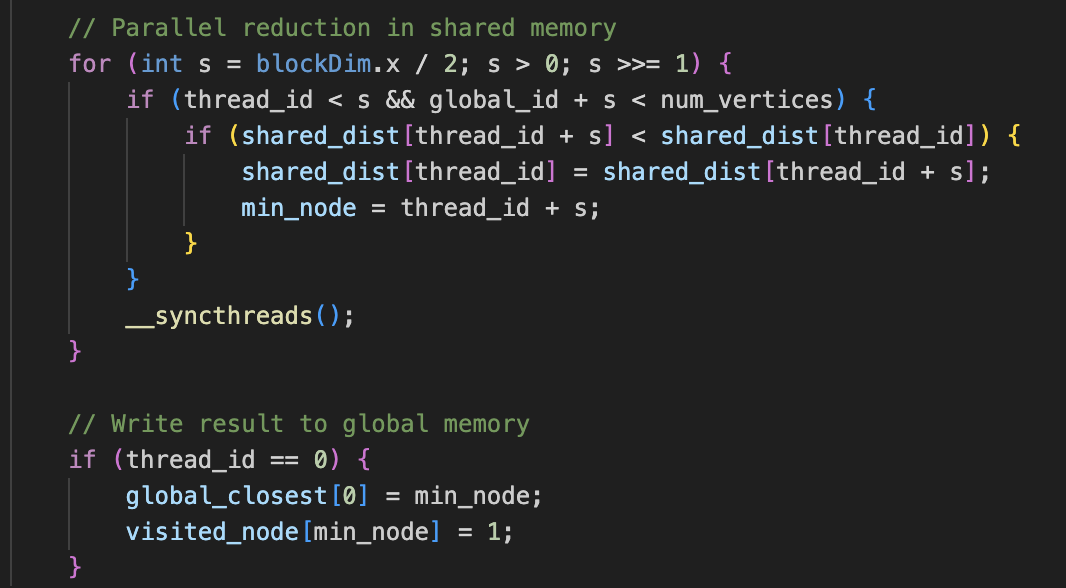 // Parallel reduction in shared memory
for (int s = blockDim.x / 2; s > 0; s >>= 1) {
    if (thread_id < s && global_id + s < num_vertices) {
        if (shared_dist[thread_id + s] < shared_dist[thread_id]) {
            shared_dist[thread_id] = shared_dist[thread_id + s];
            min_node = thread_id + s;
        }
    }
    __syncthreads();
}

// Write result to global memory
if (thread_id == 0) {
    global_closest[0] = min_node;
    visited_node[min_node] = 1;
}